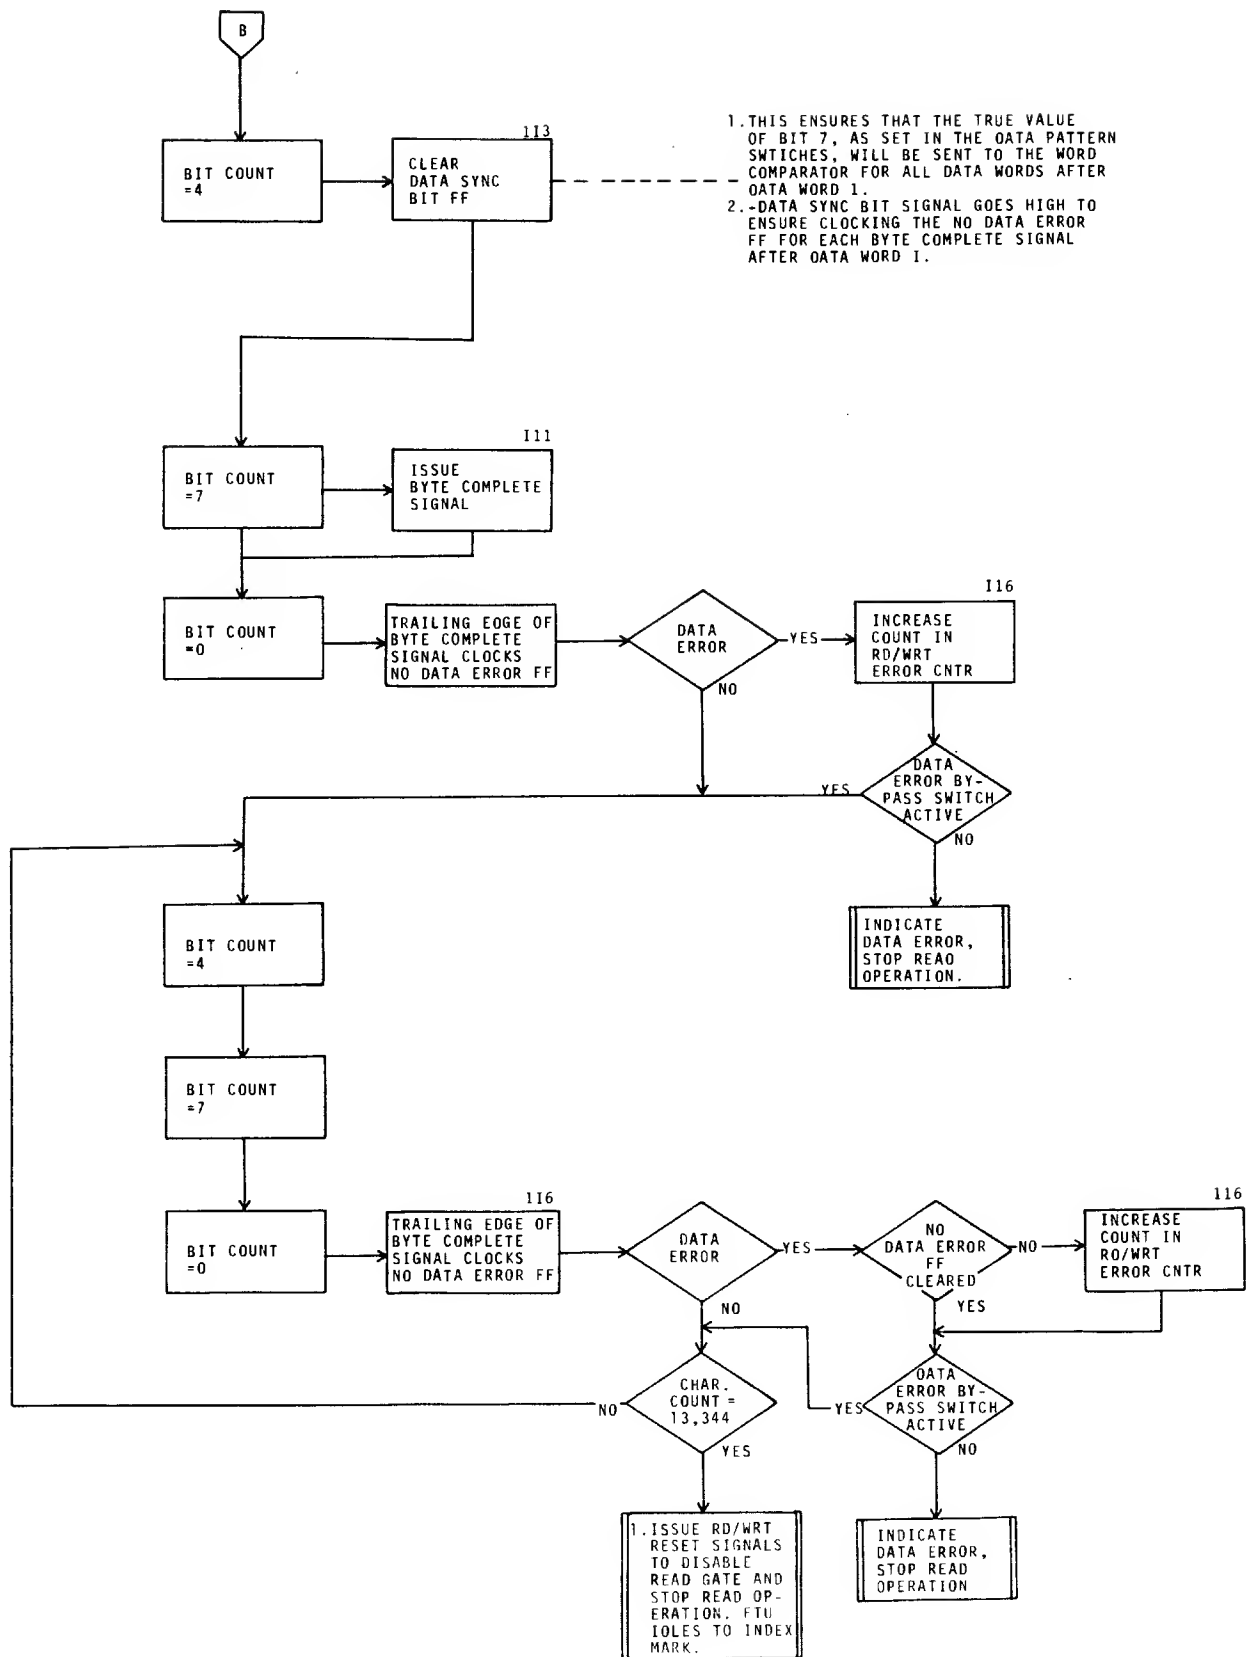 B
BIT COUNT
=4
1I3
CLEAR
DATA SYNC
BIT FF
1.THIS ENSURES THAT THE TRUE VALUE
OF BIT 7, AS SET IN THE OATA PATTERN
SWTICHES, WILL BE SENT TO THE WORD
COMPARATOR FOR ALL DATA WORDS AFTER
OATA WORD 1.
2.-DATA SYNC BIT SIGNAL GOES HIGH TO
ENSURE CLOCKING THE NO DATA ERROR
FF FOR EACH BYTE COMPLETE SIGNAL
AFTER OATA WORD I.
BIT COUNT
=7
I11
ISSUE
BYTE COMPLETE
SIGNAL
BIT COUNT
=0
TRAILING EOGE OF
BYTE COMPLETE
SIGNAL CLOCKS
NO DATA ERROR FF
DATA
ERROR
YES
NO
I16
INCREASE
COUNT IN
RD/WRT
ERROR CNTR
DATA
ERROR BY-
PASS SWITCH
ACTIVE
YES
NO
INDICATE
DATA ERROR,
STOP REAO
OPERATION.
BIT COUNT
=4
BIT COUNT
=7
BIT COUNT
=0
1I6
TRAILING EDGE OF
BYTE COMPLETE
SIGNAL CLOCKS
NO DATA ERROR FF
DATA
ERROR
YES
NO
NO
DATA ERROR
FF
CLEARED
NO
YES
116
INCREASE
COUNT IN
RO/WRT
ERROR CNTR
OATA
ERROR BY-
PASS SWITCH
ACTIVE
YES
NO
CHAR.
COUNT =
13,344
NO
YES
1.ISSUE RD/WRT
RESET SIGNALS
TO DISABLE
READ GATE AND
STOP READ OP-
ERATION. FTU
IOLES TO INDEX
MARK.
INDICATE
DATA ERROR,
STOP READ
OPERATION